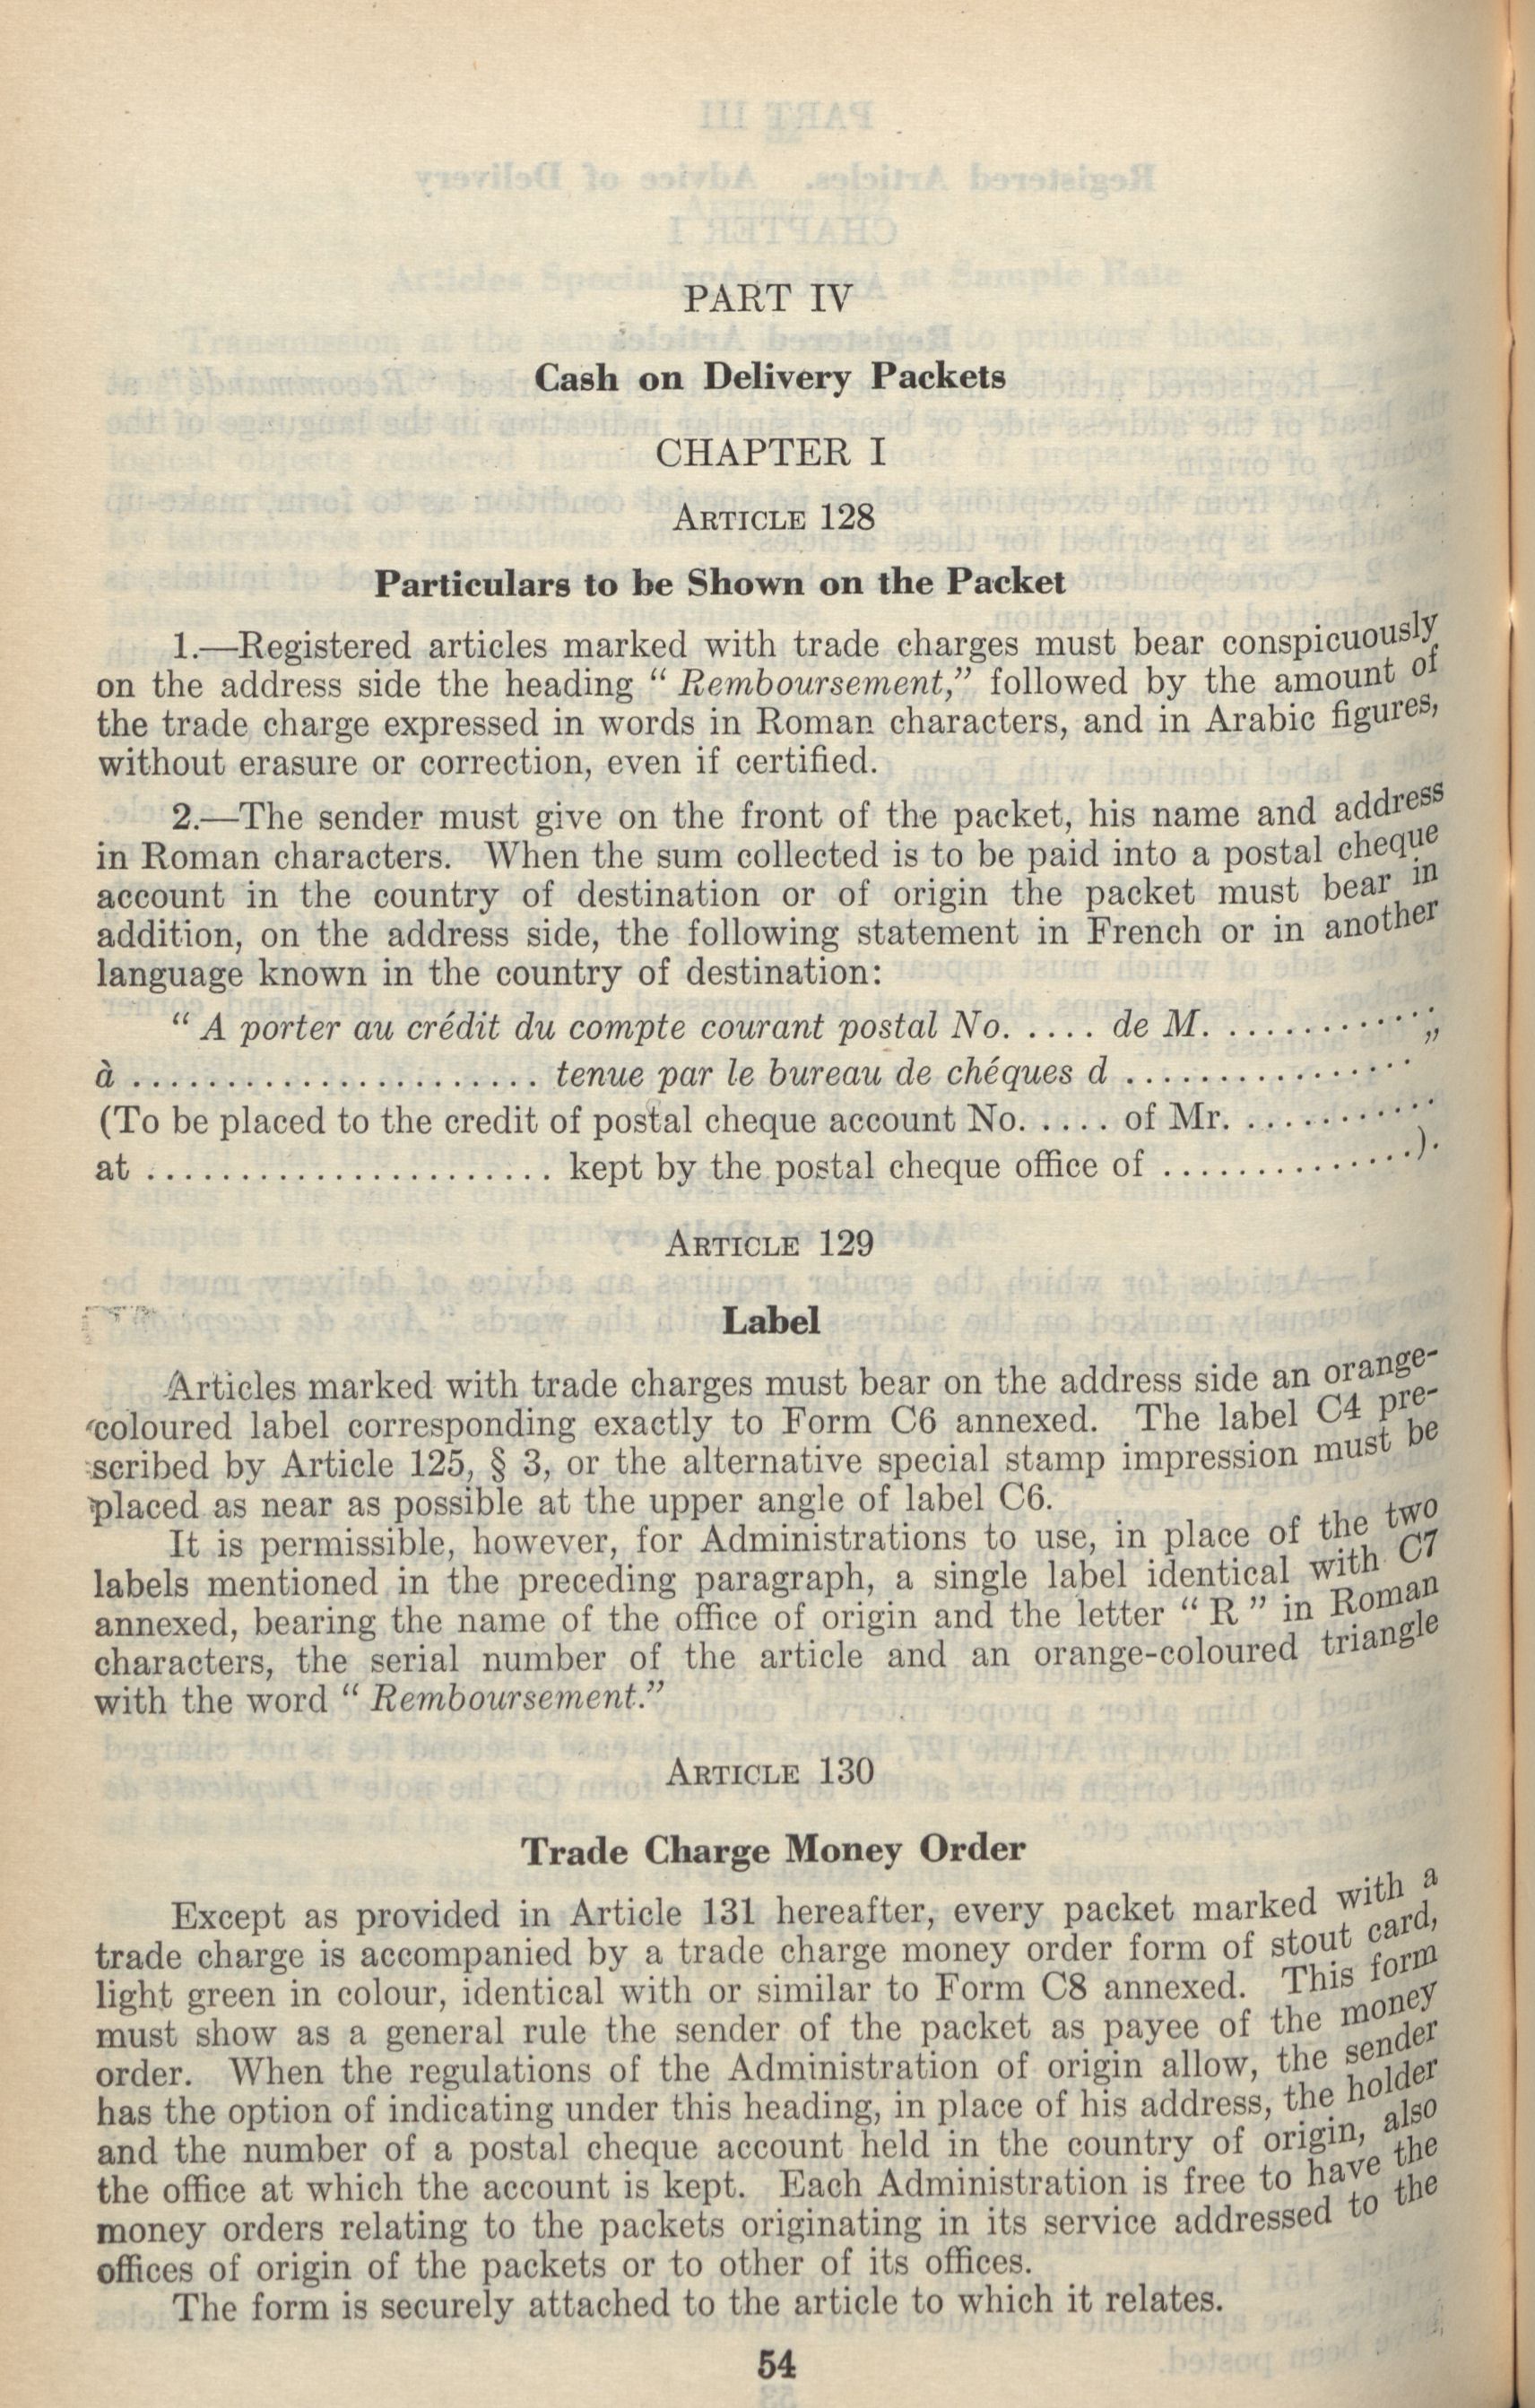 PART IV
Cash on Delivery Packets
CHAPTER I
ARTICLE 128
Particulars to be Shown on the Packet
1.—Registered articles marked with trade charges must bear conspicuously
on the address side the heading “ Remboursement,” followed by the amount of
the trade charge expressed in words in Roman characters, and in Arabic figures,
without erasure or correction, even if certified.
2.—The sender must give on the front of the packet, his name and address
in Roman characters. When the sum collected is to be paid into a postal cheque
account in the country of destination or of origin the packet must bear in
addition, on the address side, the following statement in French or in another
language known in the country of destination:
“ A porter au crédit du compte courant postal No. .... de M. ............
à ...................... tenue par le bureau de chéques d ................ ”
(To be placed to the credit of postal cheque account No. .... of Mr. ...........
at ...................... kept by the postal cheque office of ..............).
ARTICLE 129
Label
Articles marked with trade charges must bear on the address side an orange-
coloured label corresponding exactly to Form C6 annexed. The label C4 pre-
scribed by Article 125, § 3, or the alternative special stamp impression must be
placed as near as possible at the upper angle of label C6.
It is permissible, however, for Administrations to use, in place of the two
labels mentioned in the preceding paragraph, a single label identical with C7
annexed, bearing the name of the office of origin and the letter “ R ” in Roman
characters, the serial number of the article and an orange-coloured triangle
with the word “ Remboursement.”
ARTICLE 130
Trade Charge Money Order
Except as provided in Article 131 hereafter, every packet marked with a
trade charge is accompanied by a trade charge money order form of stout card,
light green in colour, identical with or similar to Form C8 annexed. This form
must show as a general rule the sender of the packet as payee of the money
order. When the regulations of the Administration of origin allow, the sender
has the option of indicating under this heading, in place of his address, the holder
and the number of a postal cheque account held in the country of origin, also
the office at which the account is kept. Each Administration is free to have the
money orders relating to the packets originating in its service addressed to the
offices of origin of the packets or to other of its offices.
The form is securely attached to the article to which it relates.
54